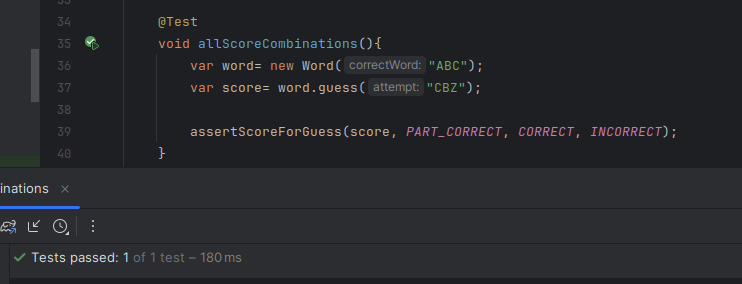 34 @Test
35 void allScoreCombinations(){
36 var word= new Word( correctWord: "ABC");
37 var score= word.guess( attempt: "CBZ");
38
39 assertScoreForGuess(score, PART_CORRECT, CORRECT, INCORRECT);
40 }
inations ×
Tests passed: 1 of 1 test – 180 ms